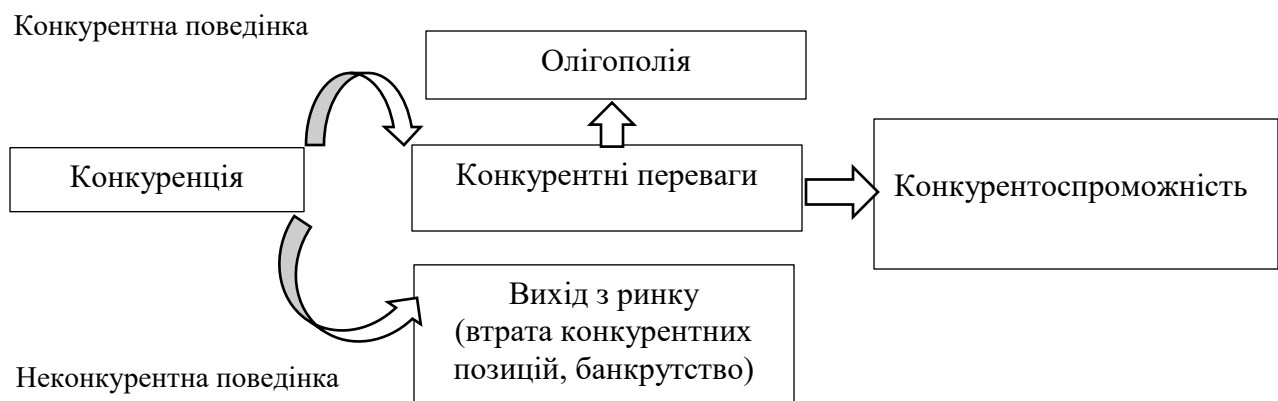 Конкурентна поведінка
Олігополія
Конкуренція
Конкурентні переваги
Конкурентоспроможність
Вихід з ринку
(втрата конкурентних
позицій, банкрутство)
Неконкурентна поведінка